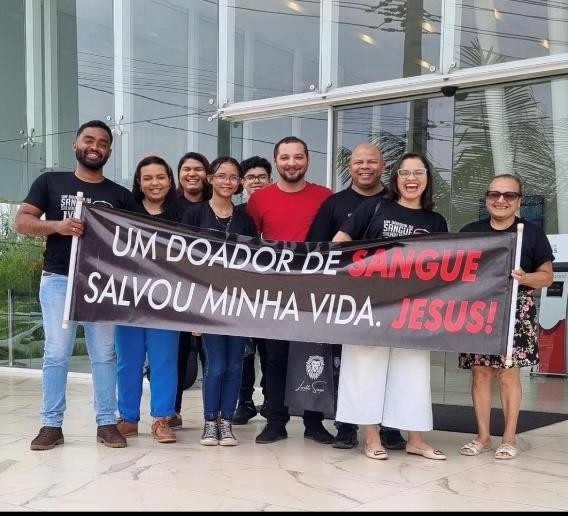 UM DOADOR DE SANGUE
SALVOU MINHA VIDA. JESUS!